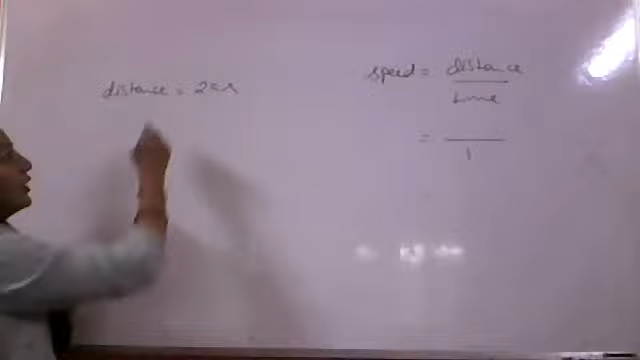 distance = 2πr
speed = distance
time
=
1